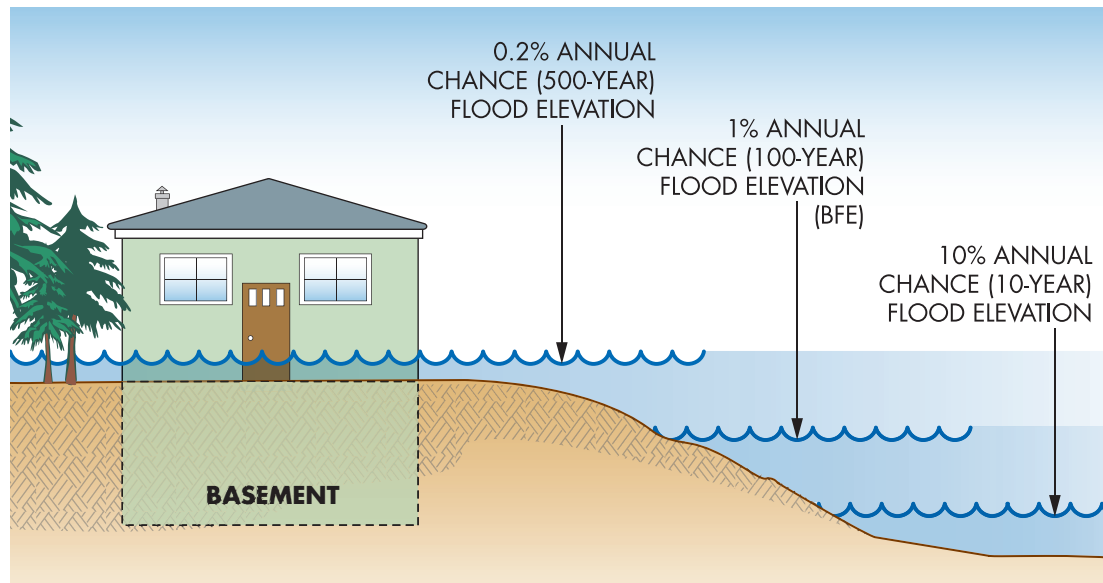 0.2% ANNUAL
CHANCE (500-YEAR)
FLOOD ELEVATION
1% ANNUAL
CHANCE (100-YEAR)
FLOOD ELEVATION
(BFE)
10% ANNUAL
CHANCE (10-YEAR)
FLOOD ELEVATION
BASEMENT